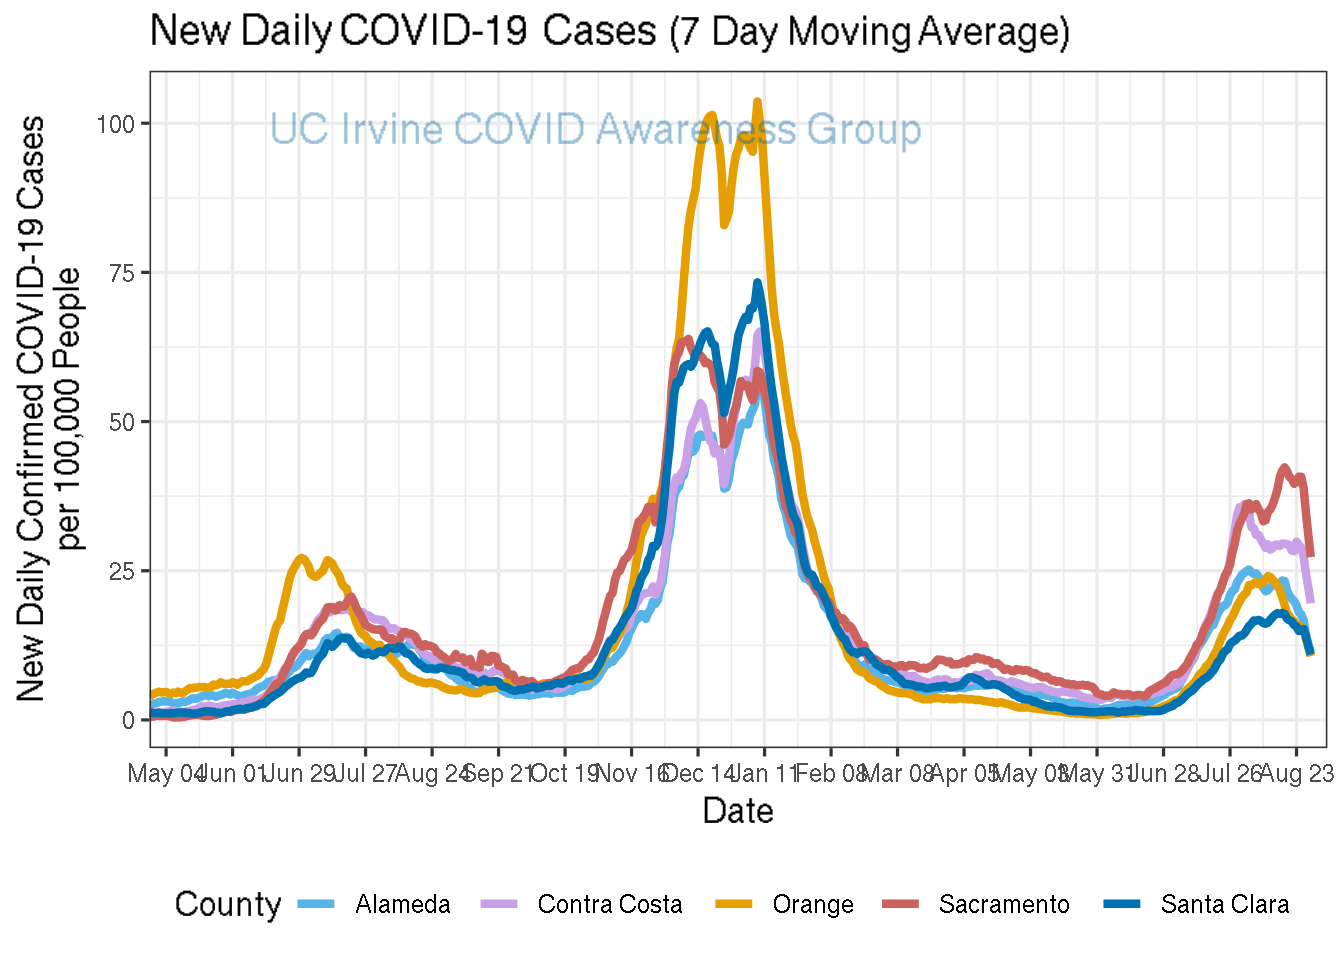 New Daily COVID-19 Cases (7 Day Moving Average)
UC Irvine COVID Awareness Group
New Daily Confirmed COVID-19 Cases
per 100,000 People
100
75
50
25
0
May 04 Jun 01 Jun 29 Jul 27 Aug 24 Sep 21 Oct 19 Nov 16 Dec 14 Jan 11 Feb 08 Mar 08 Apr 05 May 03 May 31 Jun 28 Jul 26 Aug 23
Date
County Alameda Contra Costa Orange Sacramento Santa Clara